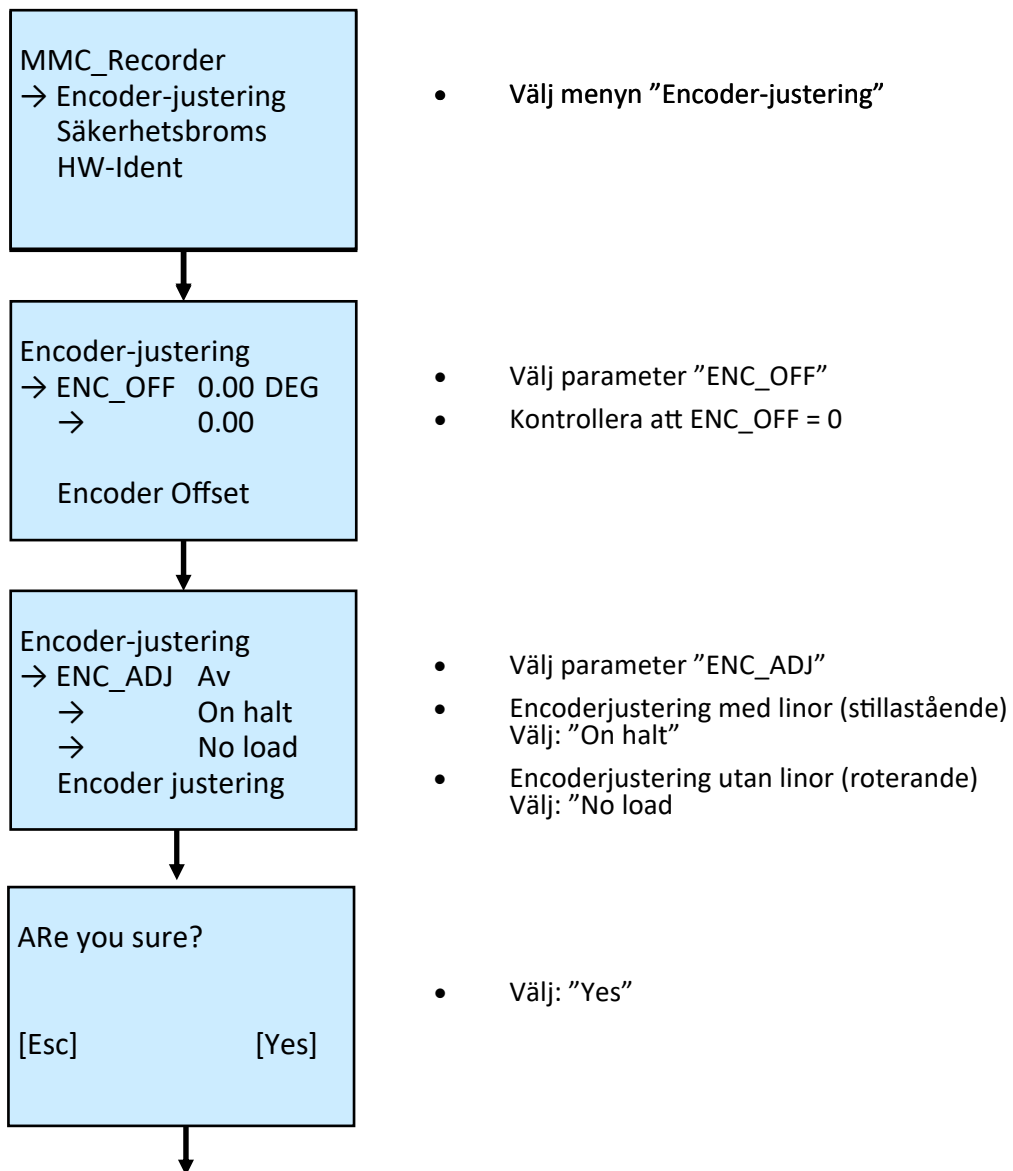 MMC_Recorder
→ Encoder-justering
Säkerhetsbroms
HW-Ident
• Välj menyn ”Encoder-justering”
Encoder-justering
→ ENC_OFF 0.00 DEG
→ 0.00
Encoder Offset
• Välj parameter ”ENC_OFF”
• Kontrollera att ENC_OFF = 0
Encoder-justering
→ ENC_ADJ Av
→ On halt
→ No load
Encoder justering
• Välj parameter ”ENC_ADJ”
• Encoderjustering med linor (stillastående)
Välj: ”On halt”
• Encoderjustering utan linor (roterande)
Välj: ”No load
ARe you sure?
[Esc] [Yes]
• Välj: ”Yes”